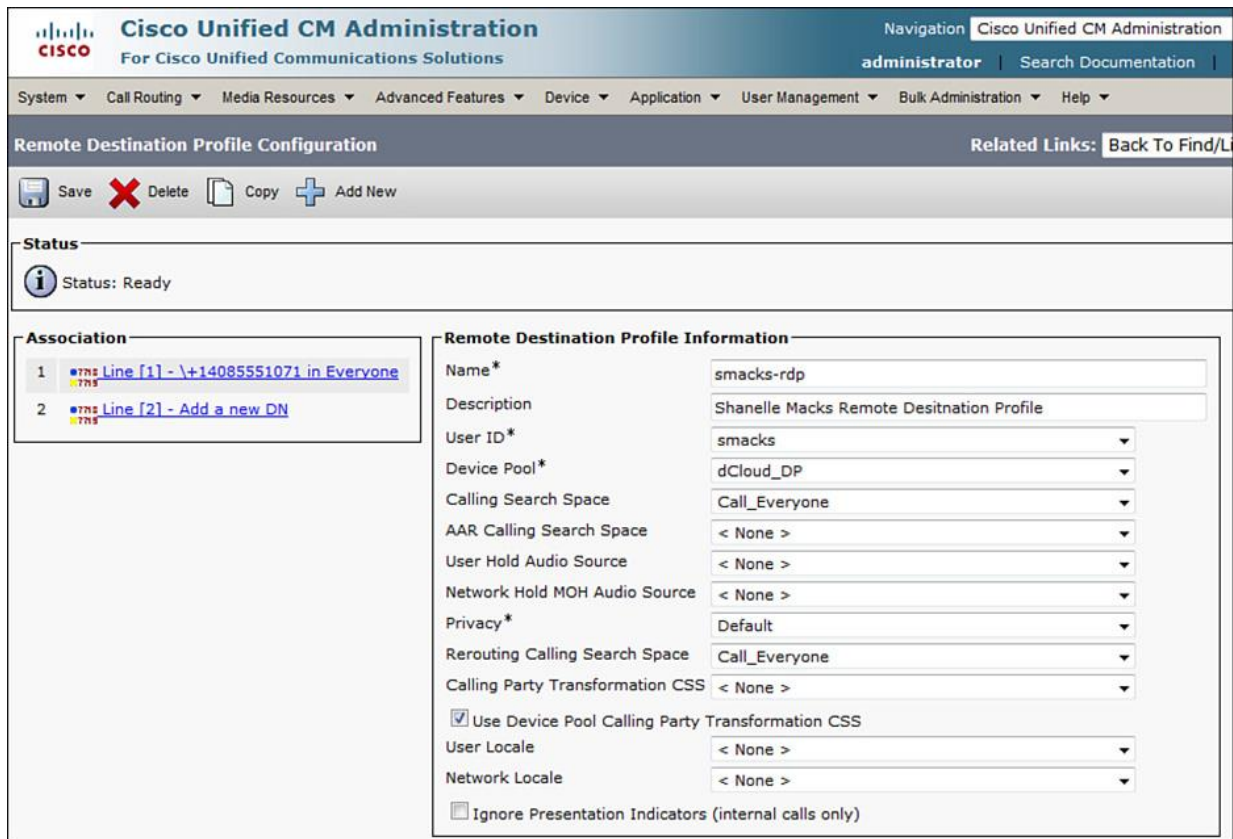 Cisco Unified CM Administration
For Cisco Unified Communications Solutions
CISCO
Navigation Cisco Unified CM Administration
administrator | Search Documentation |
System Call Routing Media Resources Advanced Features Device Application User Management Bulk Administration Help
Remote Destination Profile Configuration Related Links: Back To Find/Li
Save Delete Copy Add New
Status
Status: Ready
Association
1 Line [1] - \+14085551071 in Everyone
2 Line [2] - Add a new DN
Remote Destination Profile Information
Name* smacks-rdp
Description Shanelle Macks Remote Desitnation Profile
User ID* smacks
Device Pool* dCloud_DP
Calling Search Space Call_Everyone
AAR Calling Search Space < None >
User Hold Audio Source < None >
Network Hold MOH Audio Source < None >
Privacy* Default
Rerouting Calling Search Space Call_Everyone
Calling Party Transformation CSS < None >
Use Device Pool Calling Party Transformation CSS
User Locale < None >
Network Locale < None >
Ignore Presentation Indicators (internal calls only)